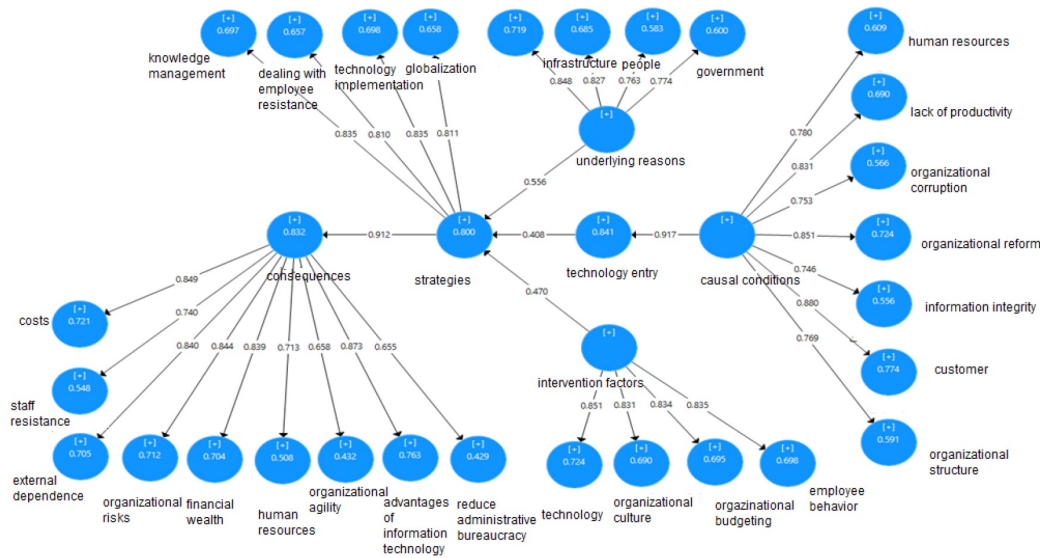 [+] [+] [+] [+] [+] [+] [+] [+] [+]
0.697 0.657 0.698 0.658 0.719 0.685 0.583 0.600 0.609
human resources
knowledge management
dealing with employee resistance
technology implementation
globalization
infrastructure
people
government
0.848 0.827 0.763 0.774
[+]
0.690
lack of productivity
0.835 0.810 0.835 0.811
[+]
underlying reasons
0.780
0.831
[+]
0.566
organizational corruption
0.753
0.556
[+]
0.832
consequences
0.912
[+]
0.800
strategies
0.408
[+]
0.841
technology entry
0.917
[+]
causal conditions
0.851
[+]
0.724
organizational reform
0.746
0.470
[+]
0.556
information integrity
0.880
0.769
0.849
[+]
0.721
costs
0.740
0.840 0.844 0.839 0.713 0.658 0.873 0.655
[+]
intervention factors
[+]
0.774
customer
[+]
0.548
staff resistance
0.851 0.831 0.834 0.835
[+]
0.591
organizational structure
[+] [+] [+] [+] [+] [+] [+] [+] [+] [+] [+]
0.705 0.712 0.704 0.508 0.432 0.763 0.429 0.724 0.690 0.695 0.698
external dependence
organizational risks
financial wealth
human resources
organizational agility
advantages of information technology
reduce administrative bureaucracy
technology
organizational culture
orgazinational budgeting
employee behavior